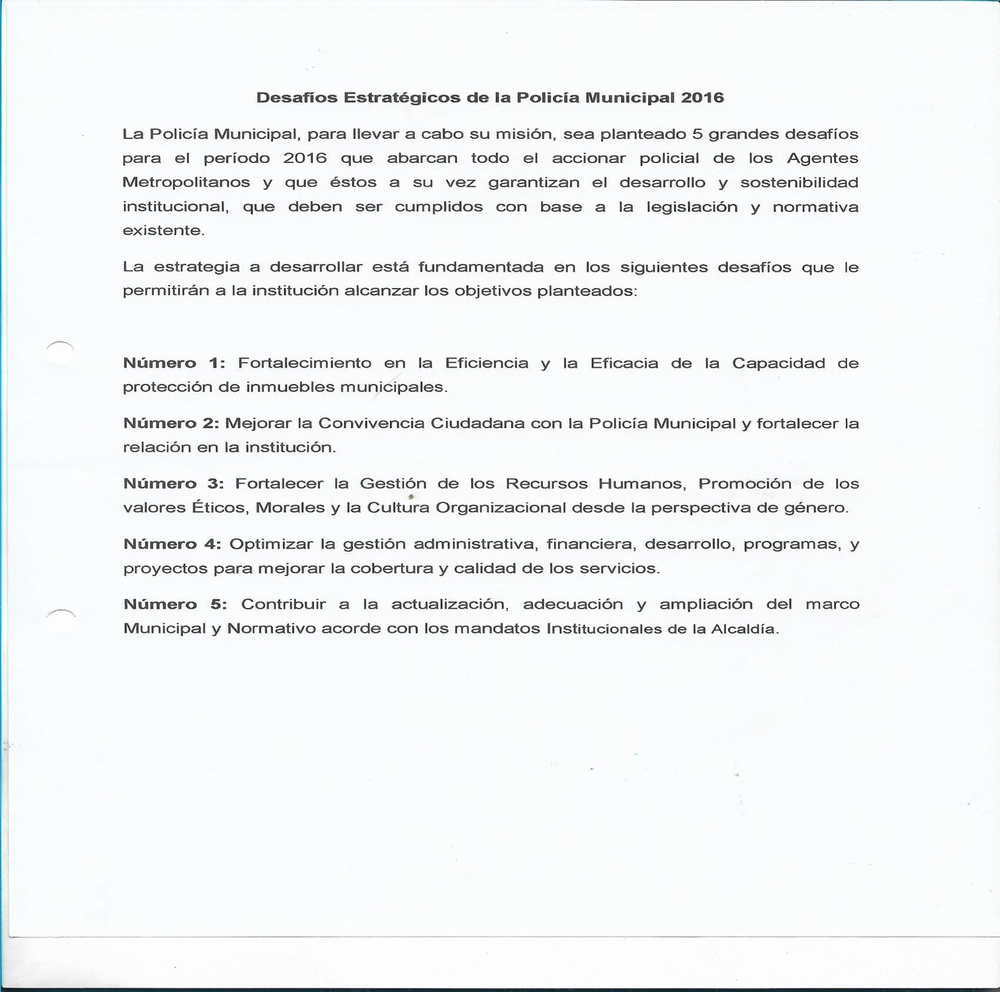 Desafíos Estratégicos de la Policía Municipal 2016
La Policía Municipal, para llevar a cabo su misión, sea planteado 5 grandes desafíos
para el período 2016 que abarcan todo el accionar policial de los Agentes
Metropolitanos y que éstos a su vez garantizan el desarrollo y sostenibilidad
institucional, que deben ser cumplidos con base a la legislación y normativa
existente.
La estrategia a desarrollar está fundamentada en los siguientes desafíos que le
permitirán a la institución alcanzar los objetivos planteados:
Número 1: Fortalecimiento en la Eficiencia y la Eficacia de la Capacidad de
protección de inmuebles municipales.
Número 2: Mejorar la Convivencia Ciudadana con la Policía Municipal y fortalecer la
relación en la institución.
Número 3: Fortalecer la Gestión de los Recursos Humanos, Promoción de los
valores Éticos, Morales y la Cultura Organizacional desde la perspectiva de género.
Número 4: Optimizar la gestión administrativa, financiera, desarrollo, programas, y
proyectos para mejorar la cobertura y calidad de los servicios.
Número 5: Contribuir a la actualización, adecuación y ampliación del marco
Municipal y Normativo acorde con los mandatos Institucionales de la Alcaldía.